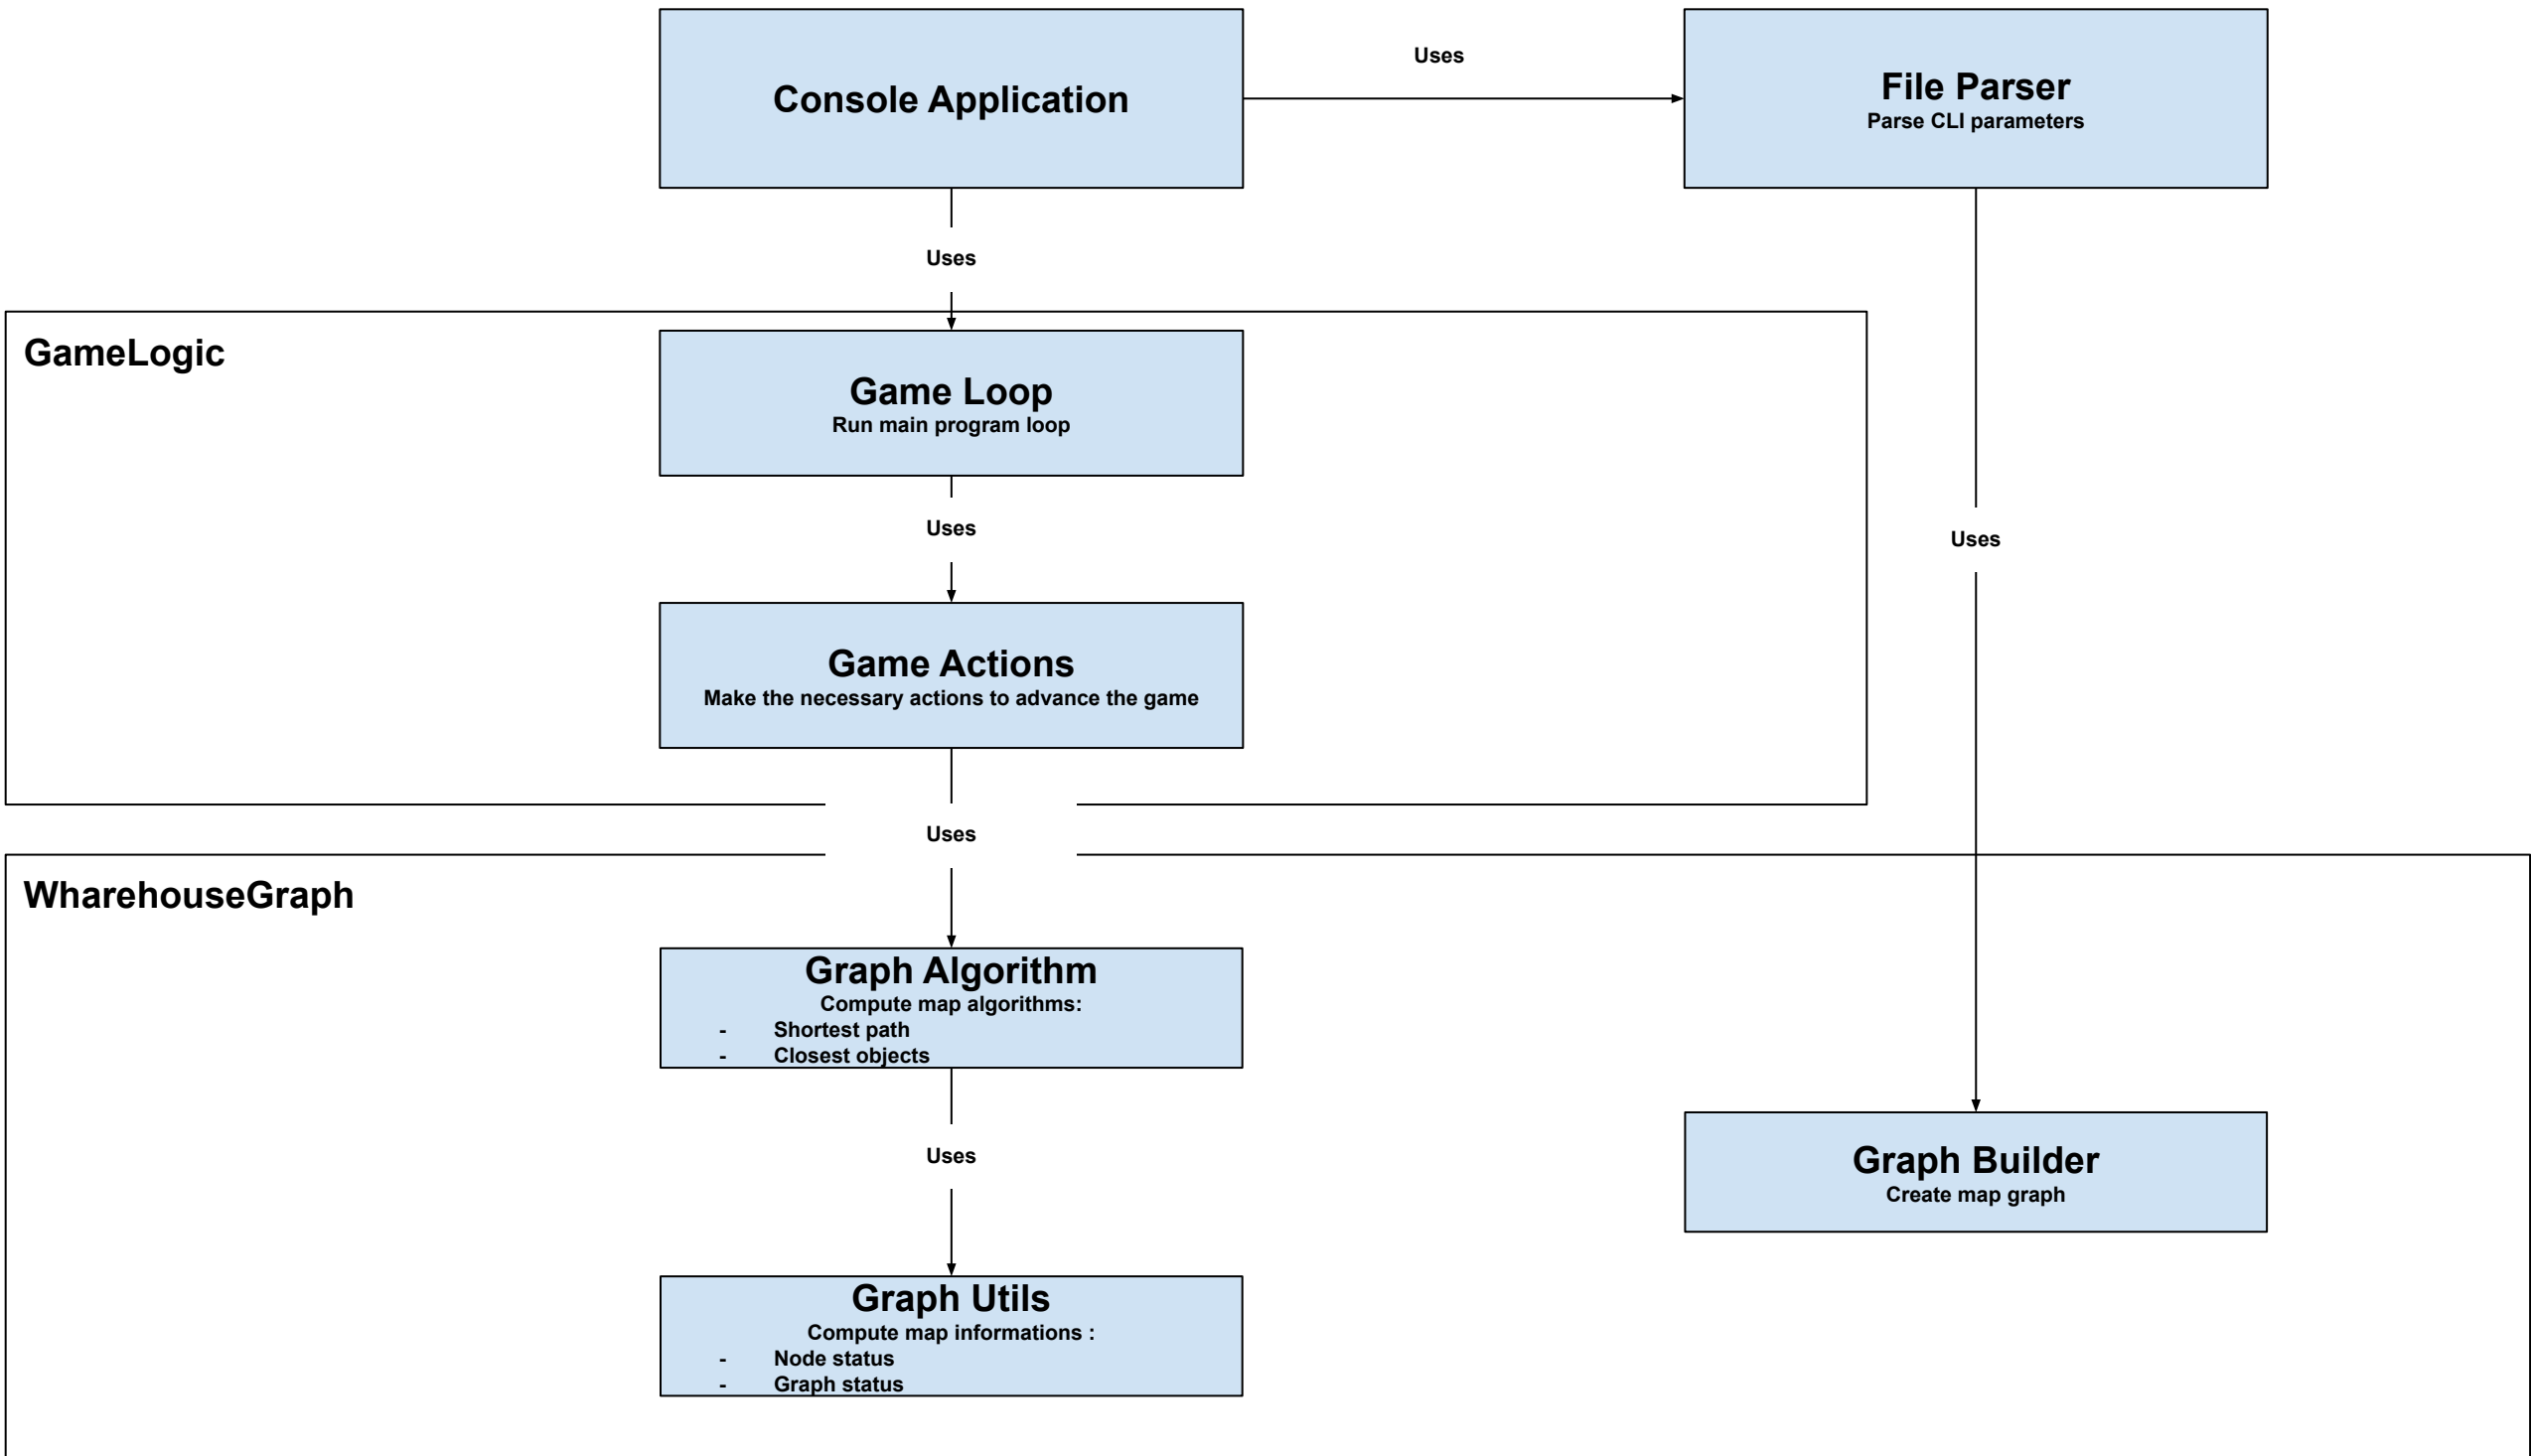 Console Application
Uses
File Parser
Parse CLI parameters
Uses
GameLogic
Game Loop
Run main program loop
Uses
Uses
Game Actions
Make the necessary actions to advance the game
Uses
WharehouseGraph
Graph Algorithm
Compute map algorithms:
- Shortest path
- Closest objects
Uses
Graph Builder
Create map graph
Graph Utils
Compute map informations :
- Node status
- Graph status